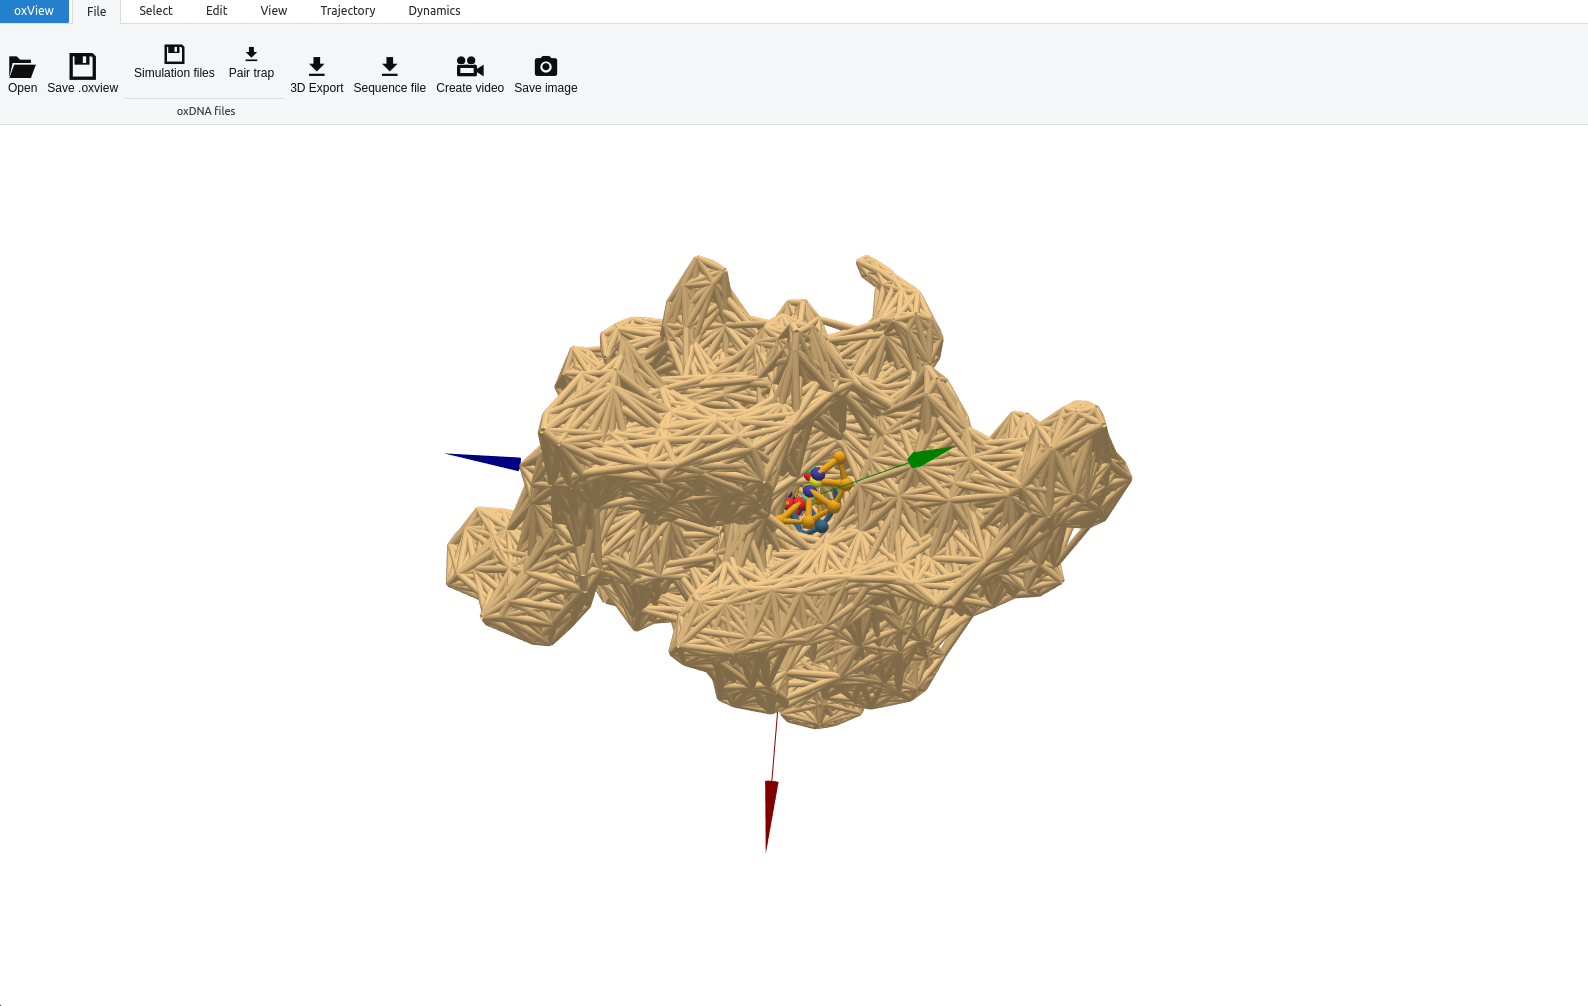 oxView File Select Edit View Trajectory Dynamics
Simulation files Pair trap
Open Save .oxview 3D Export Sequence file Create video Save image
oxDNA files